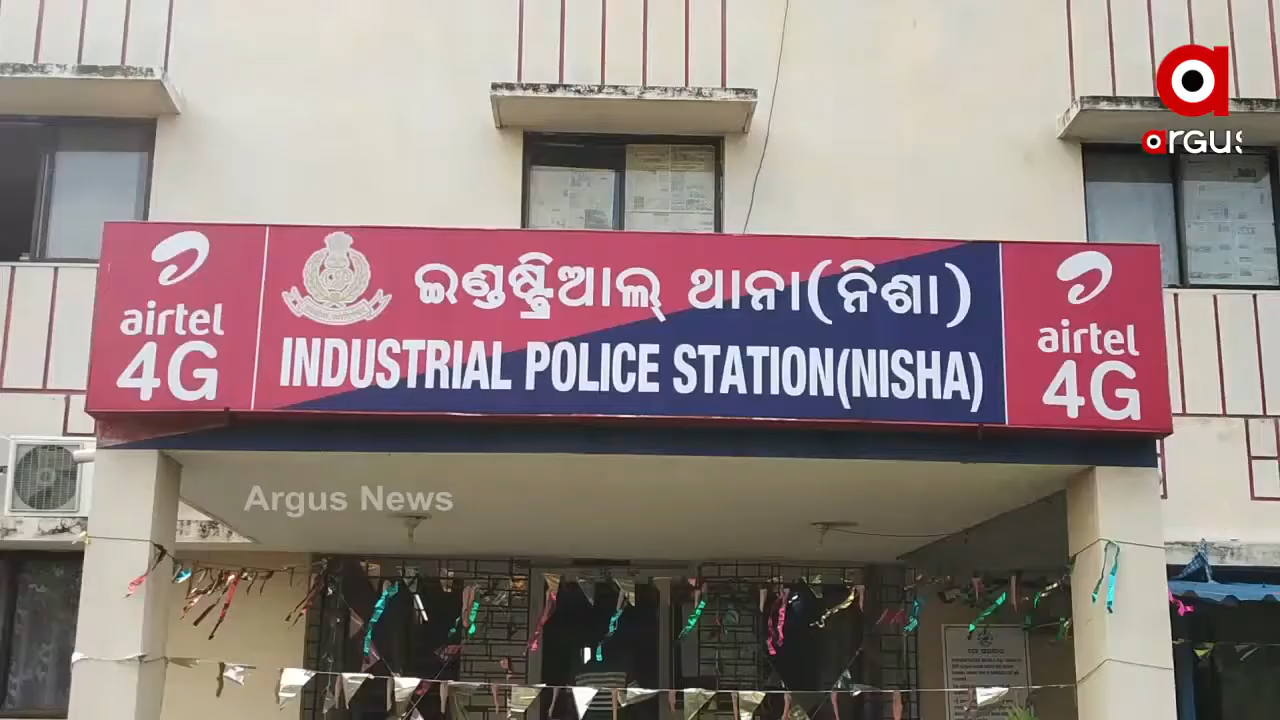 argus
airtel
4G
ଇଣ୍ଡଷ୍ଟ୍ରିଆଲ୍ ଥାନା(ନିଶା)
INDUSTRIAL POLICE STATION(NISHA)
airtel
4G
Argus News